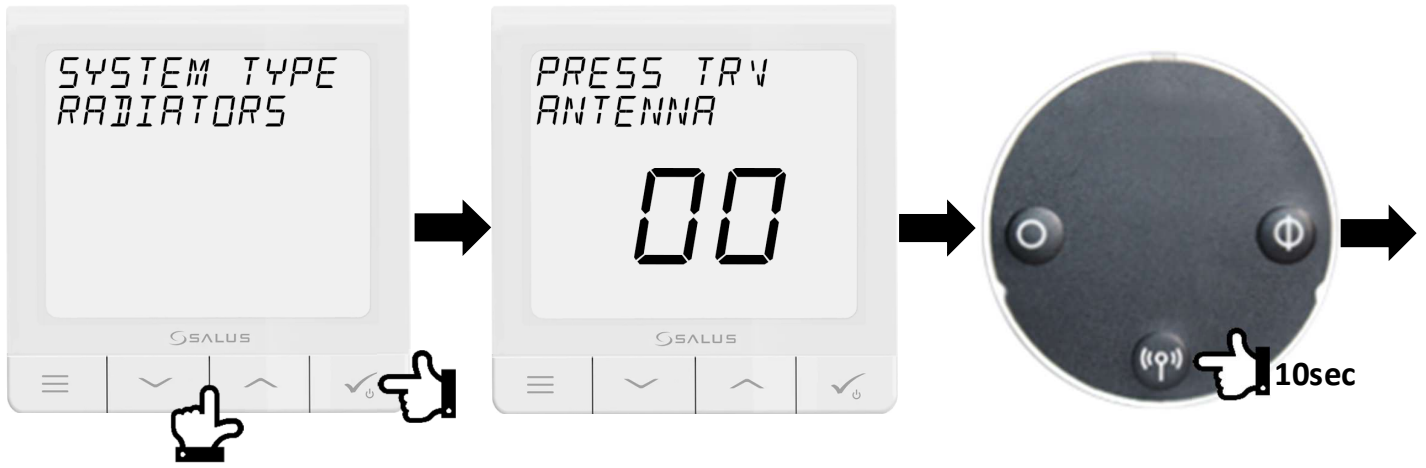 SYSTEM TYPE
RADIATORS
SALUS
PRESS TRV
ANTENNA
00
SALUS
10sec